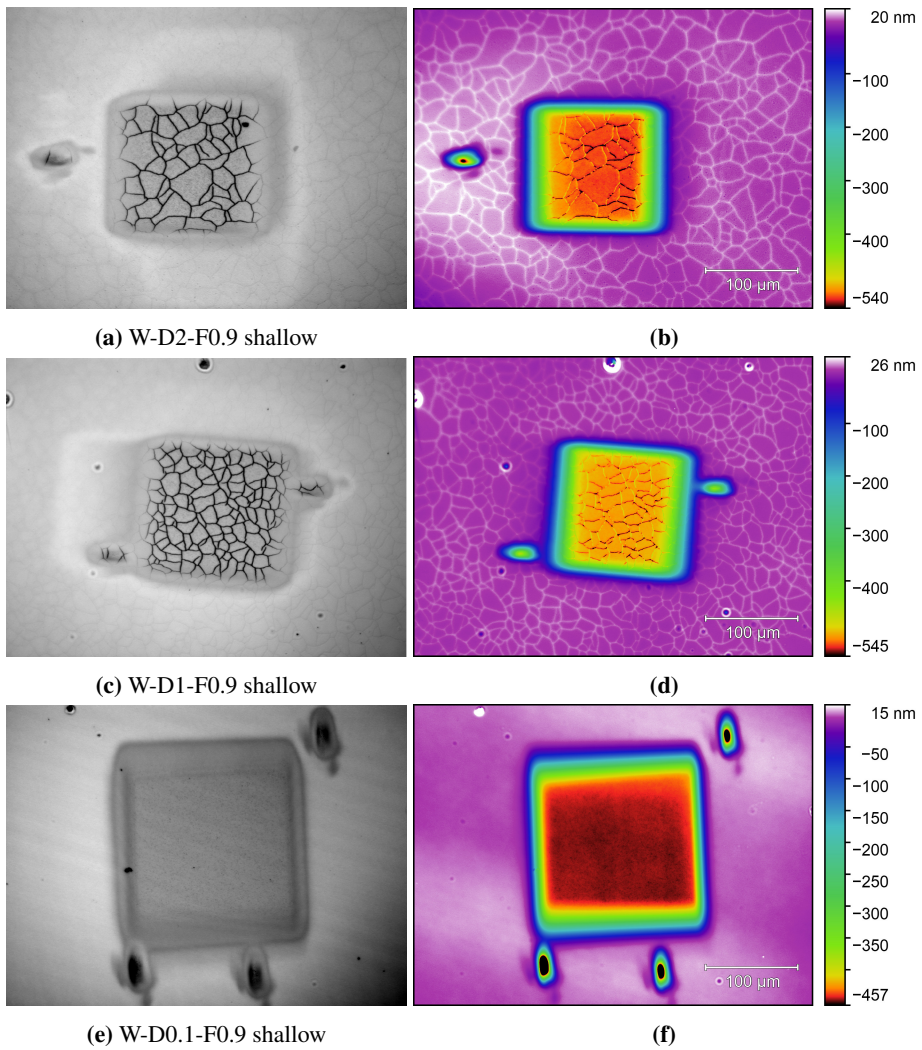 20 nm
−100
−200
−300
−400
−540
100 µm
(a) W-D2-F0.9 shallow
(b)
26 nm
−100
−200
−300
−400
−545
100 µm
(c) W-D1-F0.9 shallow
(d)
15 nm
−50
−100
−150
−200
−250
−300
−350
−457
100 µm
(e) W-D0.1-F0.9 shallow
(f)